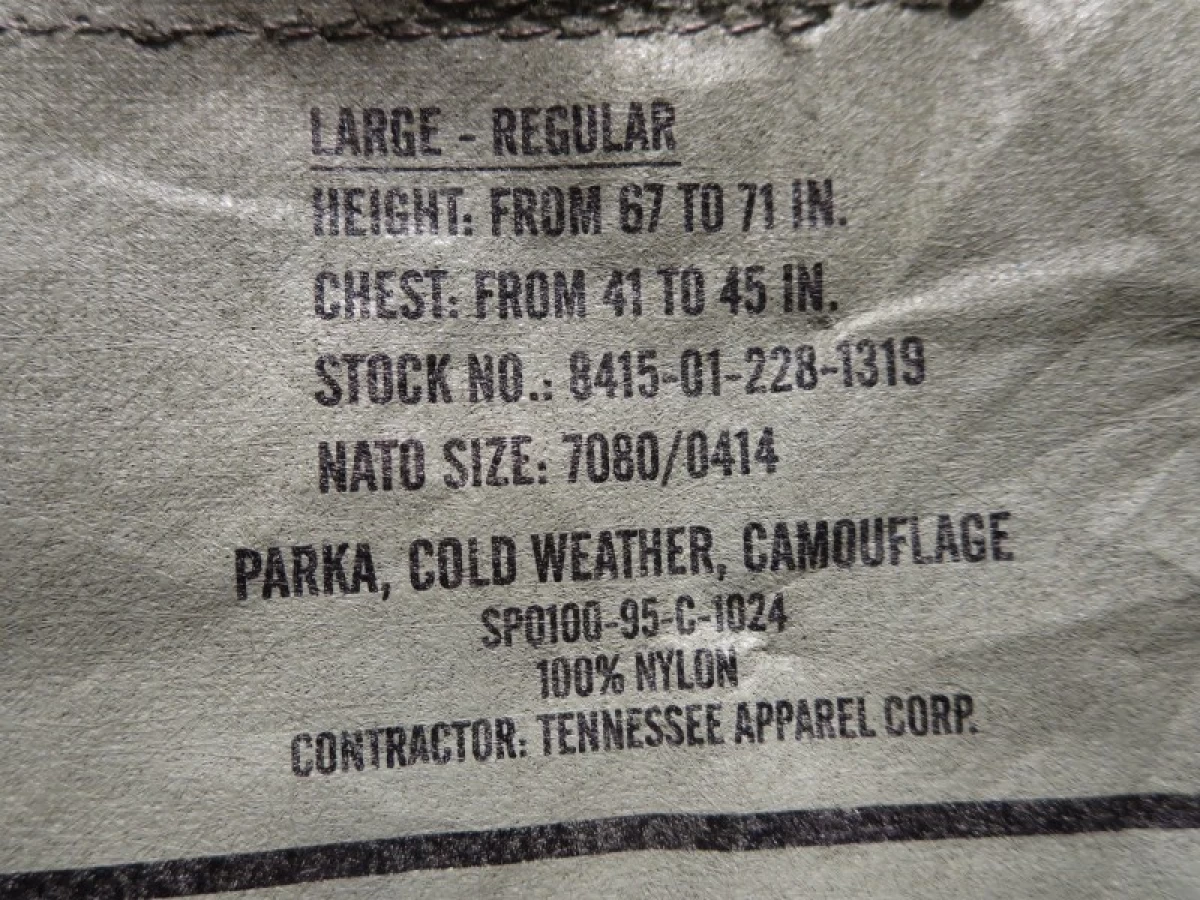 LARGE - REGULAR
HEIGHT: FROM 67 TO 71 IN.
CHEST: FROM 41 TO 45 IN.
STOCK NO.: 8415-01-228-1319
NATO SIZE: 7080/0414
PARKA, COLD WEATHER, CAMOUFLAGE
SPO100-95-C-1024
100% NYLON
CONTRACTOR: TENNESSEE APPAREL CORP.